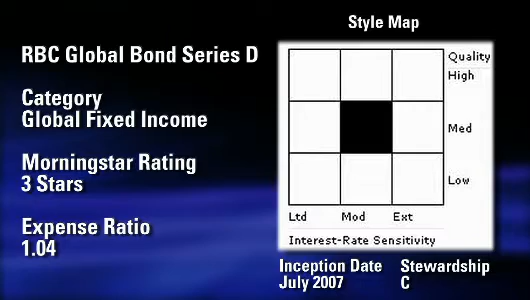 Style Map
RBC Global Bond Series D
Category
Global Fixed Income
Morningstar Rating
3 Stars
Expense Ratio
1.04
Quality
High
Med
Low
Ltd Mod Ext
Interest-Rate Sensitivity
Inception Date
July 2007
Stewardship
C